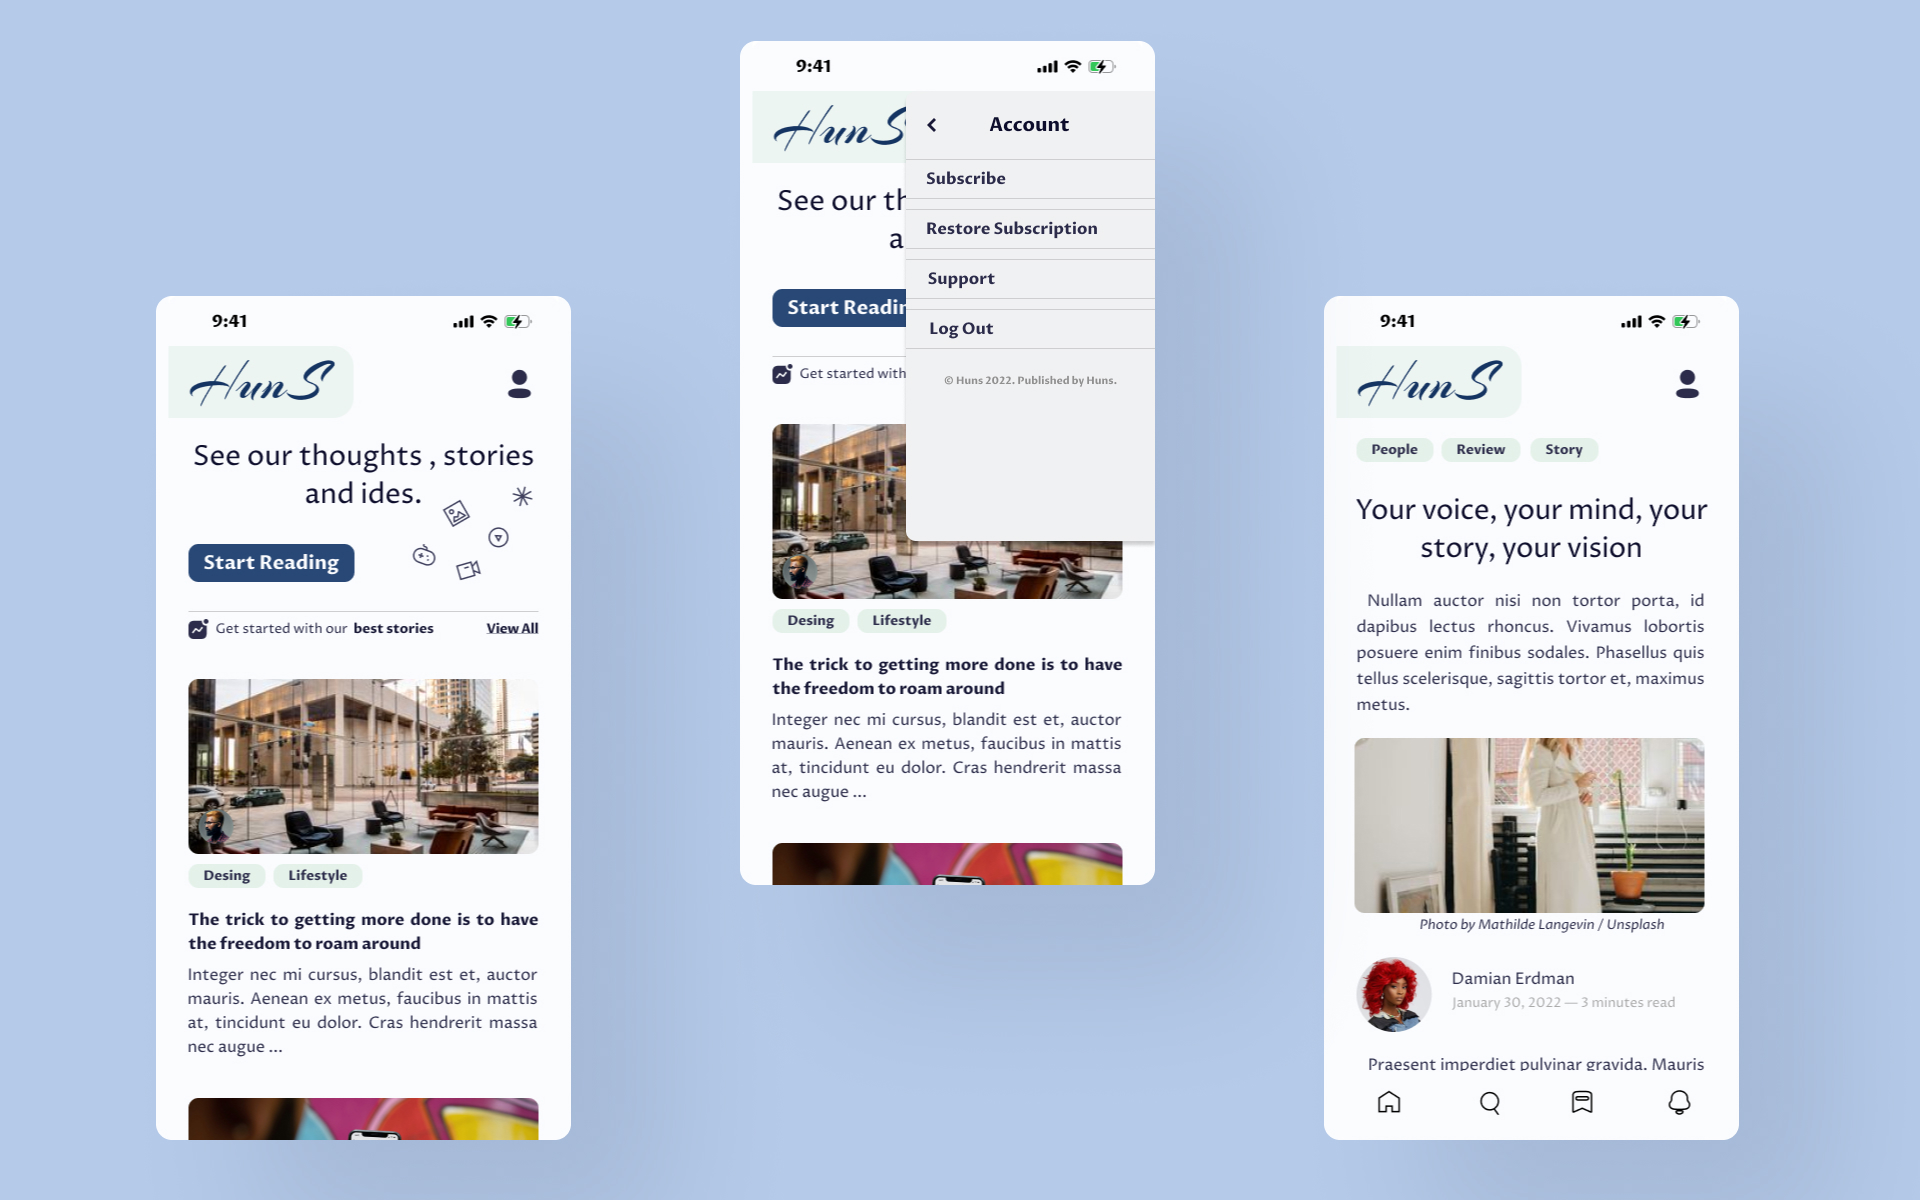 9:41
HunS
See our thoughts , stories
and ides.
Start Reading
Get started with our best stories
View All
Desing
Lifestyle
The trick to getting more done is to have
the freedom to roam around
Integer nec mi cursus, blandit est et, auctor
mauris. Aenean ex metus, faucibus in mattis
at, tincidunt eu dolor. Cras hendrerit massa
nec augue ...
9:41
HunS
See our th
a
Start Readin
Get started with
Account
Subscribe
Restore Subscription
Support
Log Out
© Huns 2022. Published by Huns.
Desing
Lifestyle
The trick to getting more done is to have
the freedom to roam around
Integer nec mi cursus, blandit est et, auctor
mauris. Aenean ex metus, faucibus in mattis
at, tincidunt eu dolor. Cras hendrerit massa
nec augue ...
9:41
HunS
People
Review
Story
Your voice, your mind, your
story, your vision
Nullam auctor nisi non tortor porta, id
dapibus lectus rhoncus. Vivamus lobortis
posuere enim finibus sodales. Phasellus quis
tellus scelerisque, sagittis tortor et, maximus
metus.
Photo by Mathilde Langevin / Unsplash
Damian Erdman
January 30, 2022 — 3 minutes read
Praesent imperdiet pulvinar gravida. Mauris